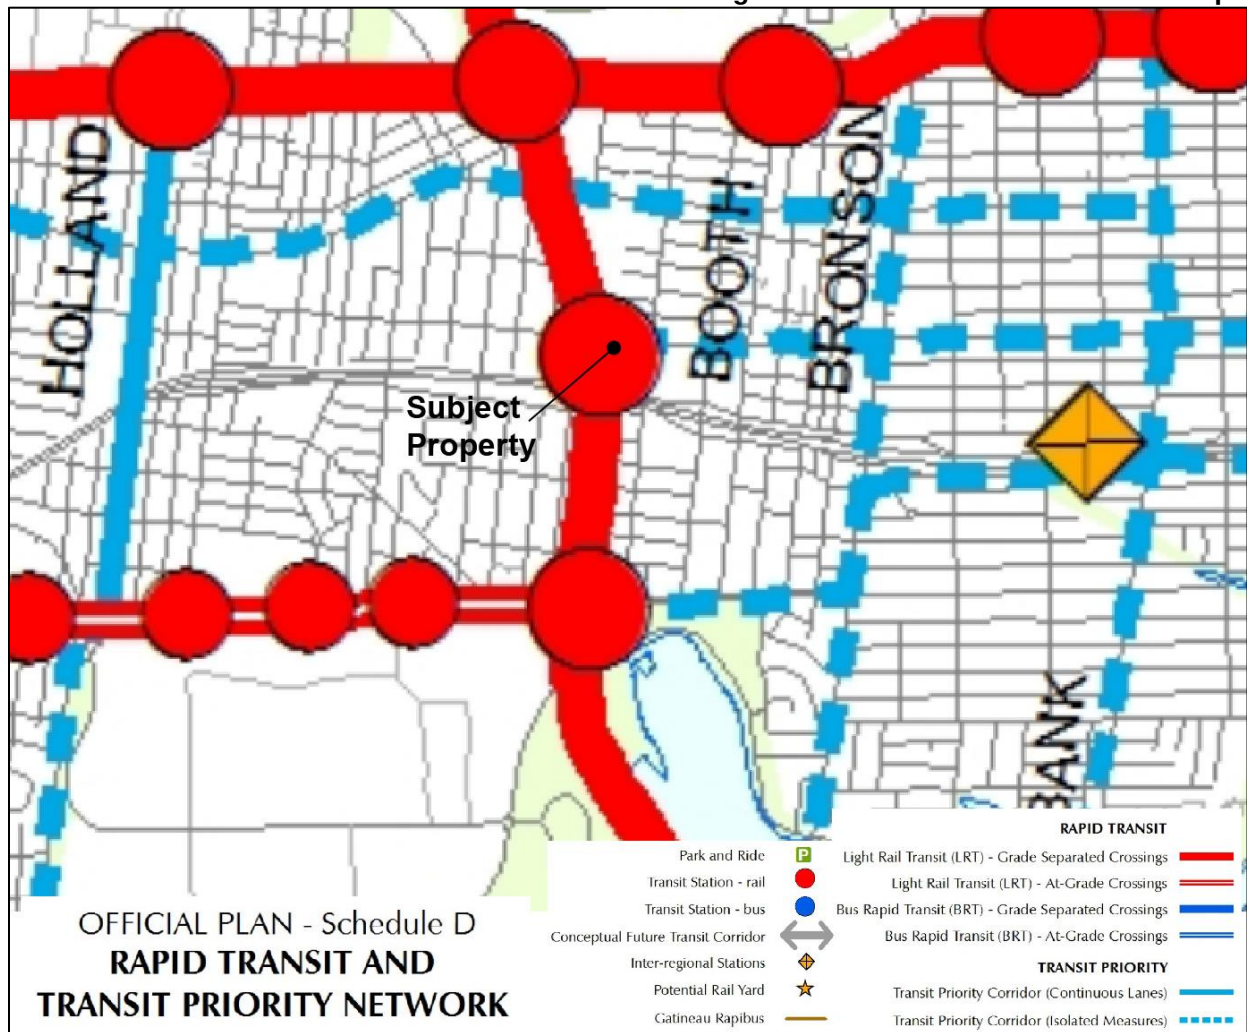 HOLLAND
BOOTH
BRONSON
Subject
Property
BANK
OFFICIAL PLAN - Schedule D
RAPID TRANSIT AND
TRANSIT PRIORITY NETWORK
Park and Ride P
Transit Station - rail
Transit Station - bus
Conceptual Future Transit Corridor
Inter-regional Stations
Potential Rail Yard
Gatineau Rapibus
RAPID TRANSIT
Light Rail Transit (LRT) - Grade Separated Crossings
Light Rail Transit (LRT) - At-Grade Crossings
Bus Rapid Transit (BRT) - Grade Separated Crossings
Bus Rapid Transit (BRT) - At-Grade Crossings
TRANSIT PRIORITY
Transit Priority Corridor (Continuous Lanes)
Transit Priority Corridor (Isolated Measures)